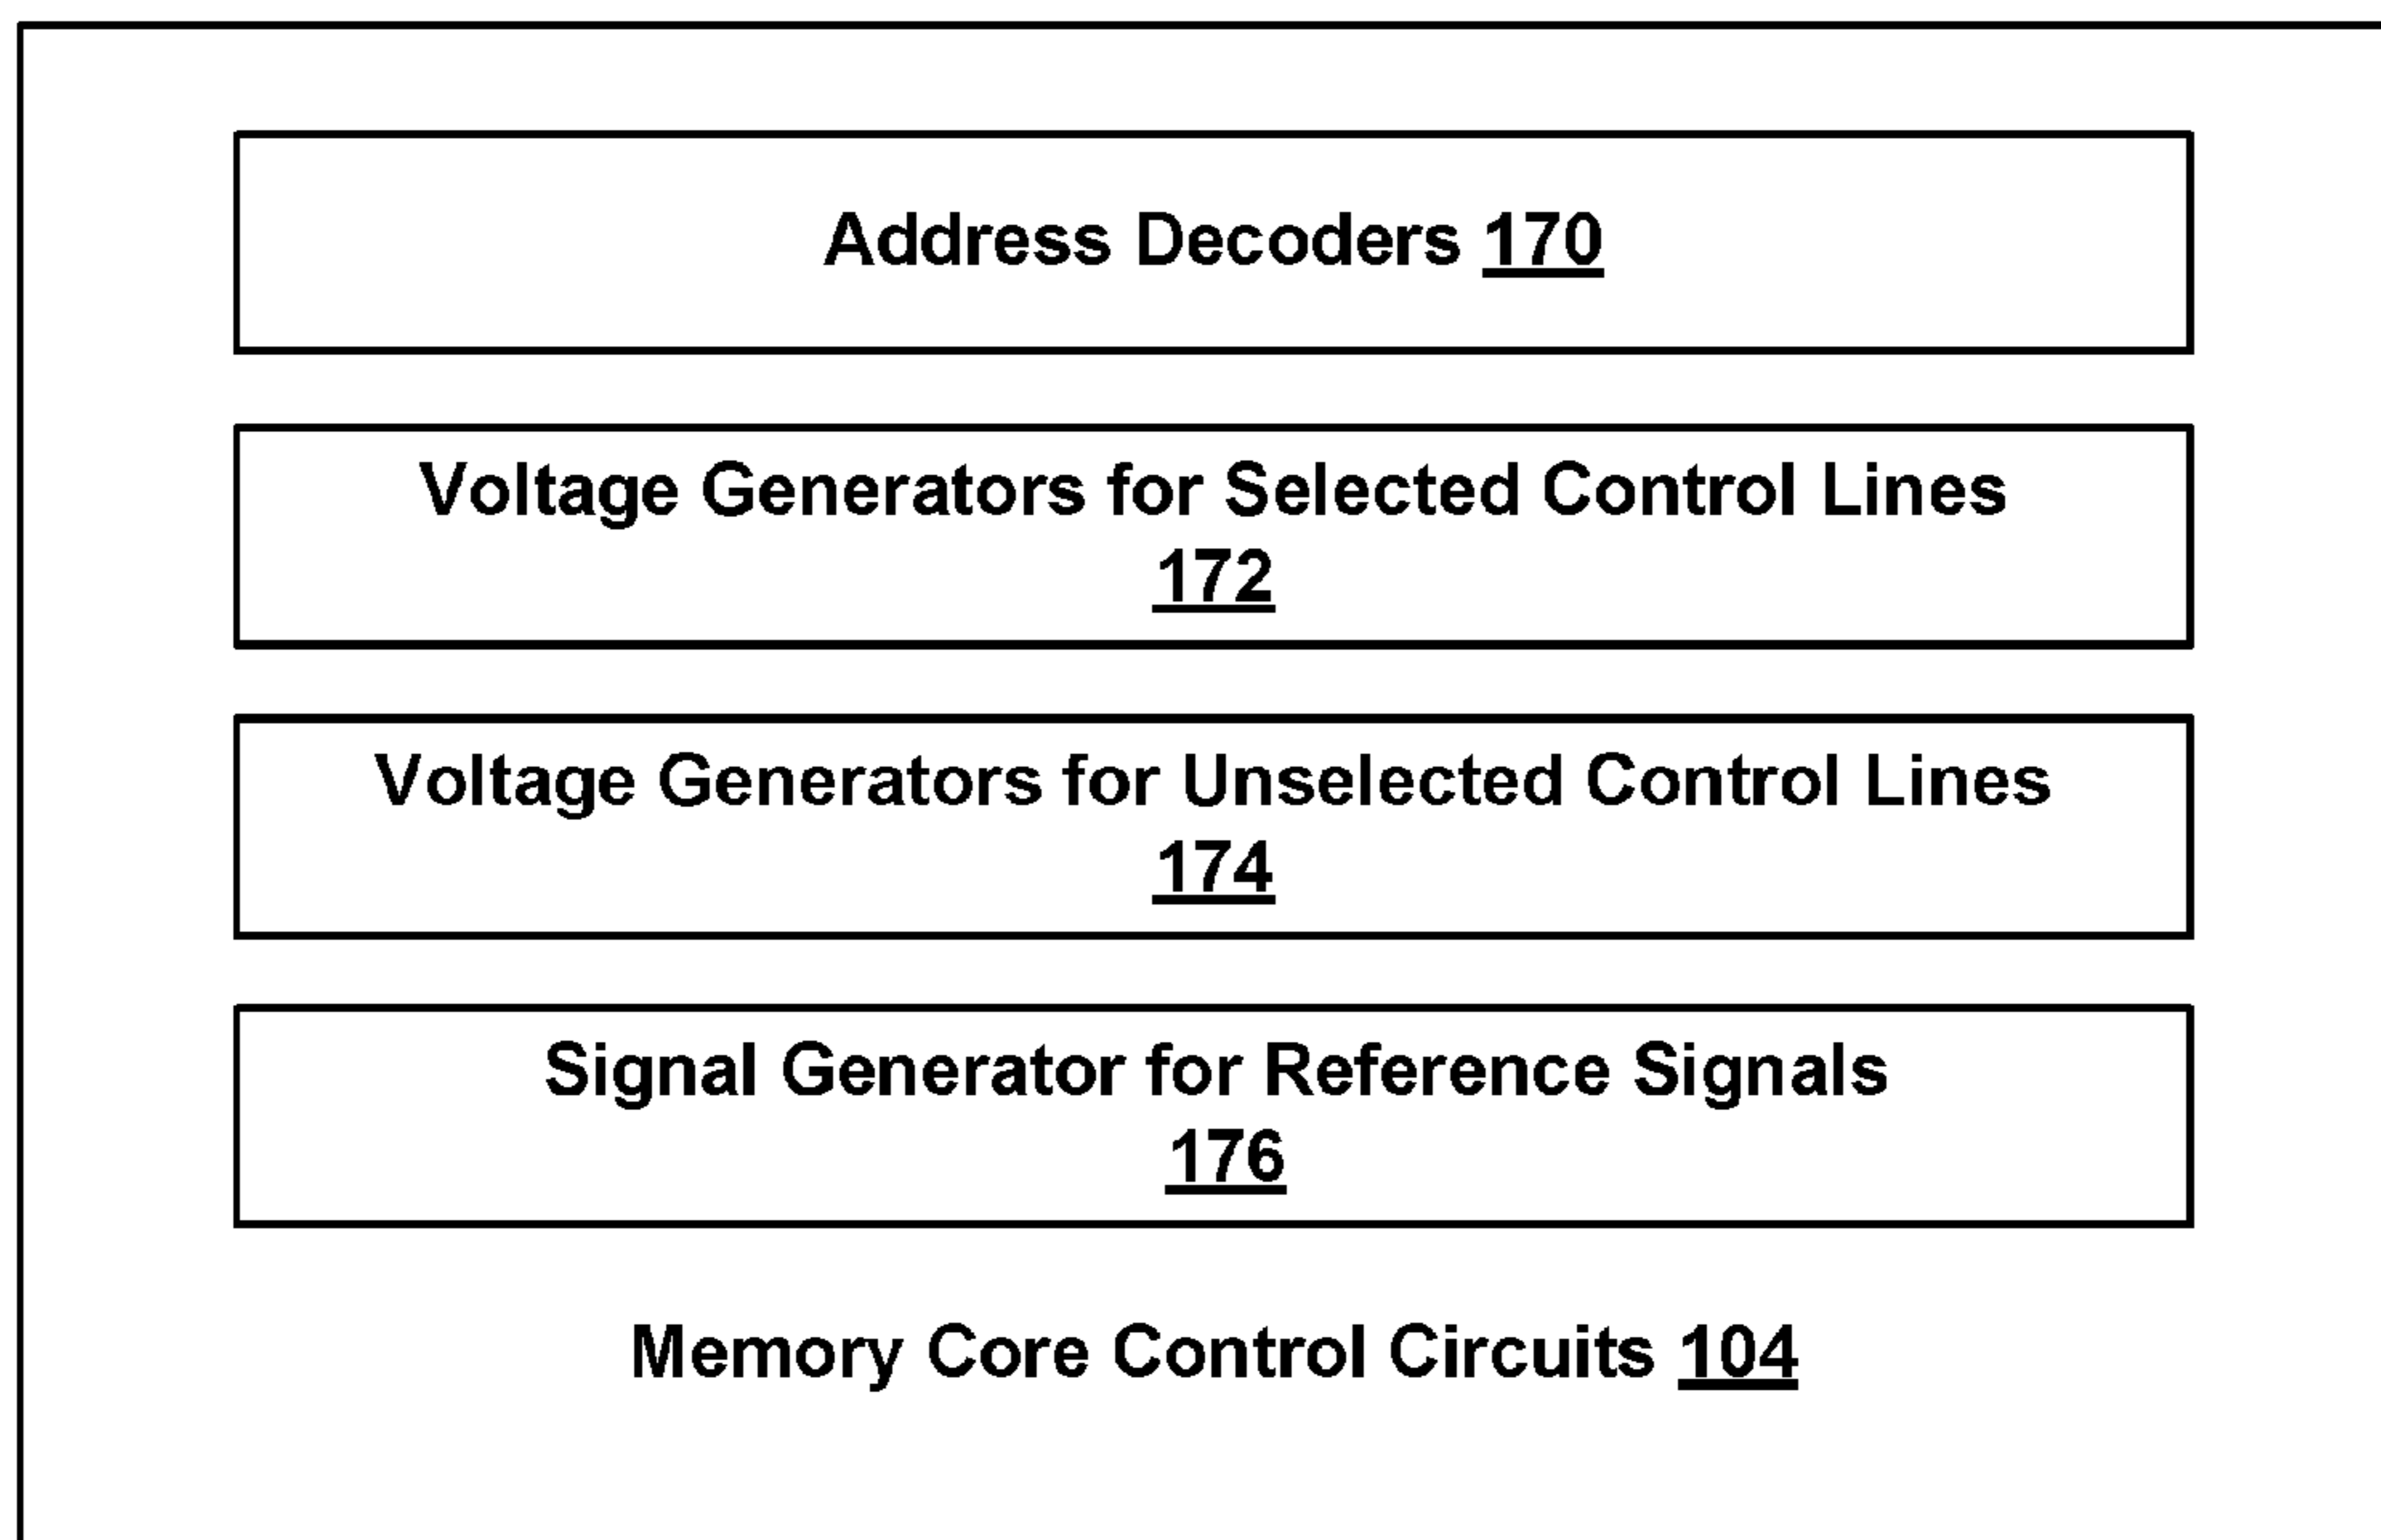 Address Decoders 170
Voltage Generators for Selected Control Lines
172
Voltage Generators for Unselected Control Lines
174
Signal Generator for Reference Signals
176
Memory Core Control Circuits 104